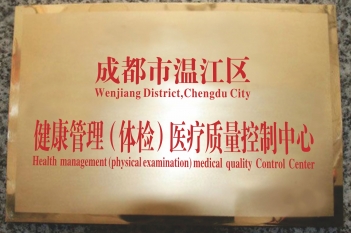 成都市温江区
Wenjiang District,Chengdu City
健康管理（体检）医疗质量控制中心
Health management(physical examination) medical quality Control Center